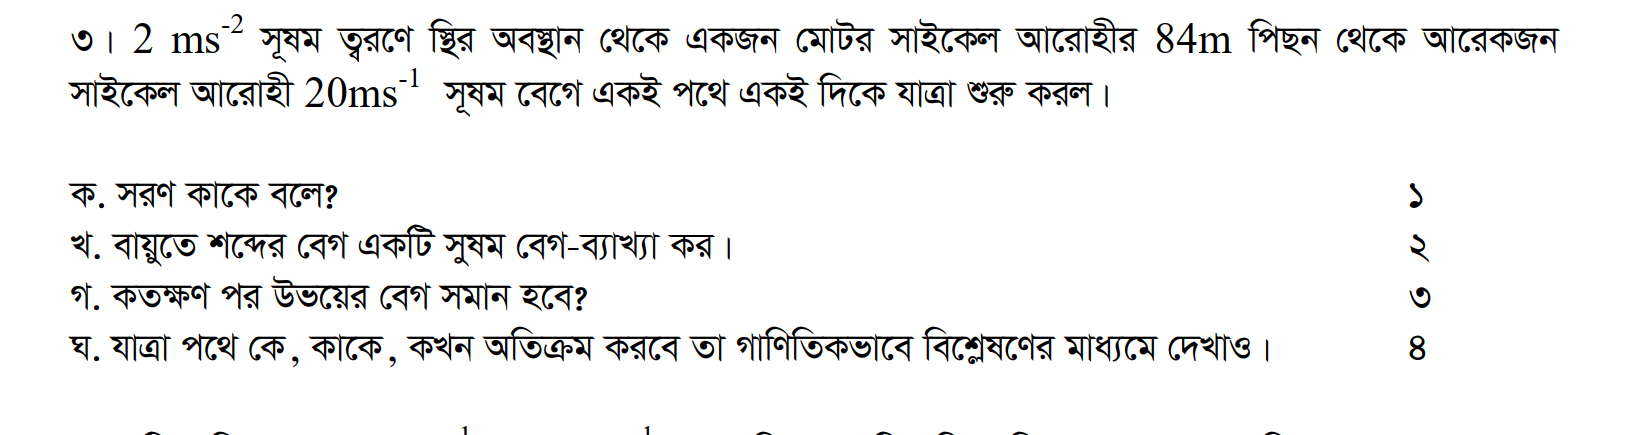 ৩। 2 ms⁻² সূষম ত্বরণে স্থির অবস্থান থেকে একজন মোটর সাইকেল আরোহীর 84m পিছন থেকে আরেকজন
সাইকেল আরোহী 20ms⁻¹ সূষম বেগে একই পথে একই দিকে যাত্রা শুরু করল।
ক. সরণ কাকে বলে? ১
খ. বায়ুতে শব্দের বেগ একটি সুষম বেগ-ব্যাখ্যা কর। ২
গ. কতক্ষণ পর উভয়ের বেগ সমান হবে? ৩
ঘ. যাত্রা পথে কে, কাকে, কখন অতিক্রম করবে তা গাণিতিকভাবে বিশ্লেষণের মাধ্যমে দেখাও। ৪